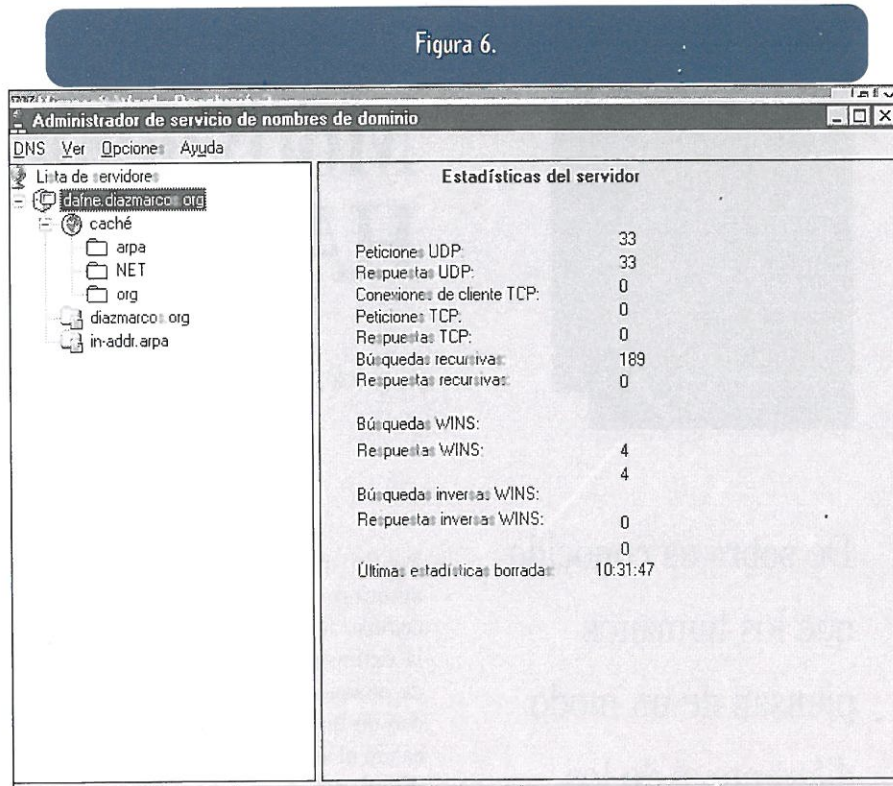 Figura 6.
Administrador de servicio de nombres de dominio
DNS Ver Opciones Ayuda
Lista de servidores
dafne.diazmarcos.org
caché
arpa
NET
org
diazmarcos.org
in-addr.arpa
Estadísticas del servidor
Peticiones UDP: 33
Respuestas UDP: 33
Conexiones de cliente TCP: 0
Peticiones TCP: 0
Respuestas TCP: 0
Búsquedas recursivas: 189
Respuestas recursivas: 0
Búsquedas WINS:
Respuestas WINS: 4
4
Búsquedas inversas WINS:
Respuestas inversas WINS: 0
0
Últimas estadísticas borradas: 10:31:47
que los humanos